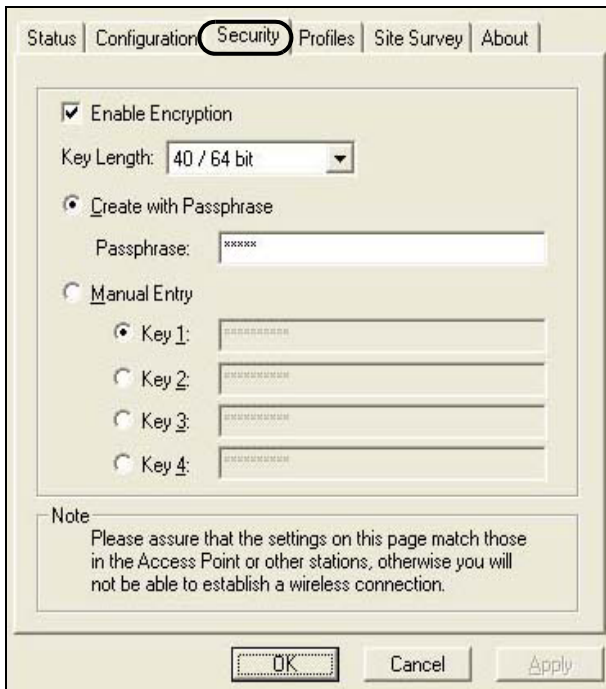 Status Configuration Security Profiles Site Survey About
Enable Encryption
Key Length: 40 / 64 bit
Create with Passphrase
Passphrase: *****
Manual Entry
Key 1: **********
Key 2: **********
Key 3: **********
Key 4: **********
Note
Please assure that the settings on this page match those
in the Access Point or other stations, otherwise you will
not be able to establish a wireless connection.
OK Cancel Apply